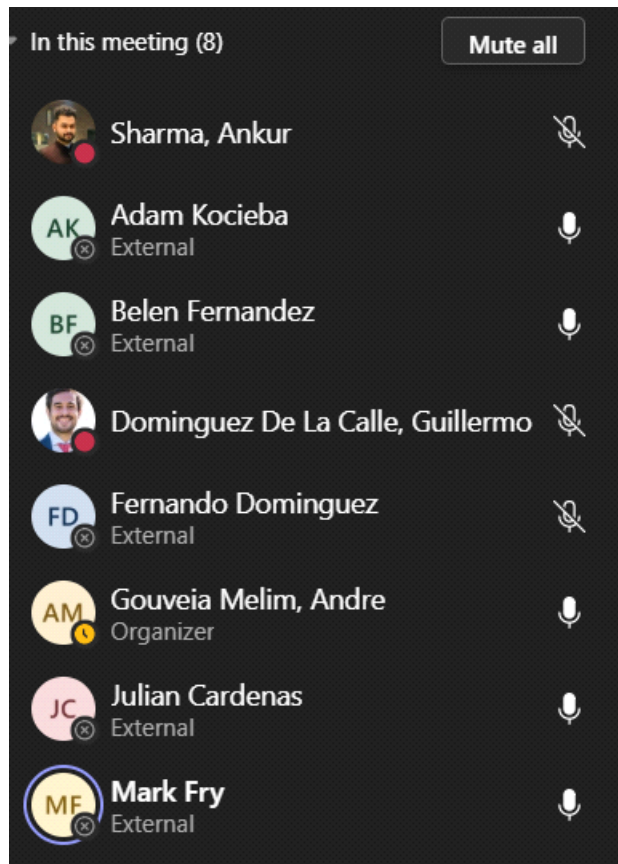 In this meeting (8)
Mute all
Sharma, Ankur
AK
Adam Kocieba
External
BF
Belen Fernandez
External
Dominguez De La Calle, Guillermo
FD
Fernando Dominguez
External
AM
Gouveia Melim, Andre
Organizer
JC
Julian Cardenas
External
MF
Mark Fry
External